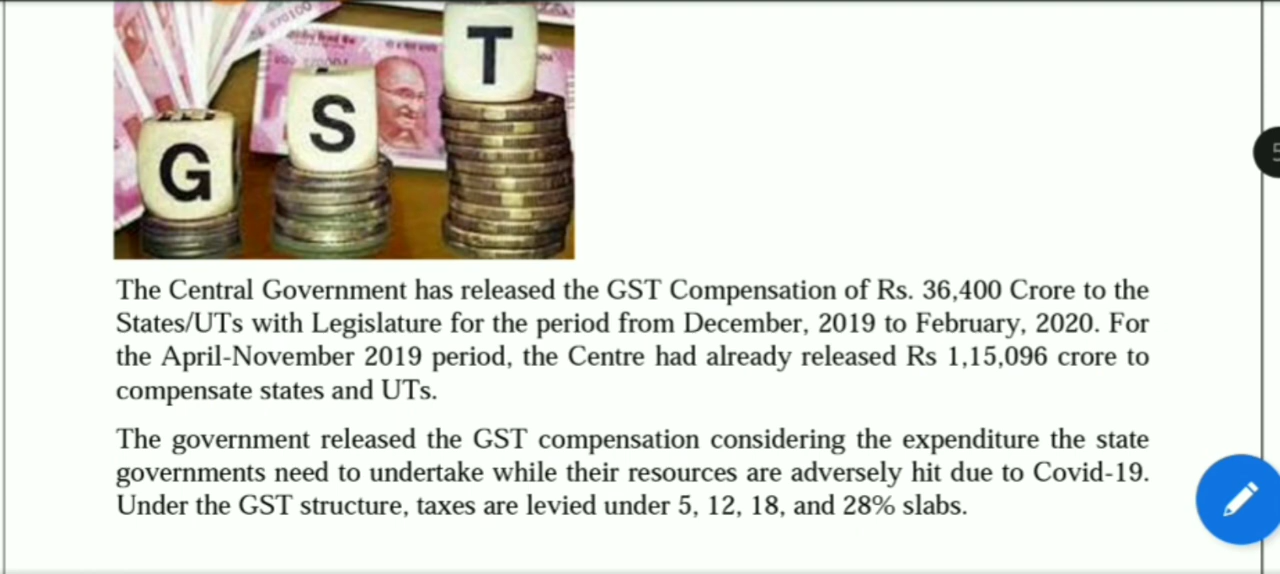 T
S
G
The Central Government has released the GST Compensation of Rs. 36,400 Crore to the
States/UTs with Legislature for the period from December, 2019 to February, 2020. For
the April-November 2019 period, the Centre had already released Rs 1,15,096 crore to
compensate states and UTs.
The government released the GST compensation considering the expenditure the state
governments need to undertake while their resources are adversely hit due to Covid-19.
Under the GST structure, taxes are levied under 5, 12, 18, and 28% slabs.